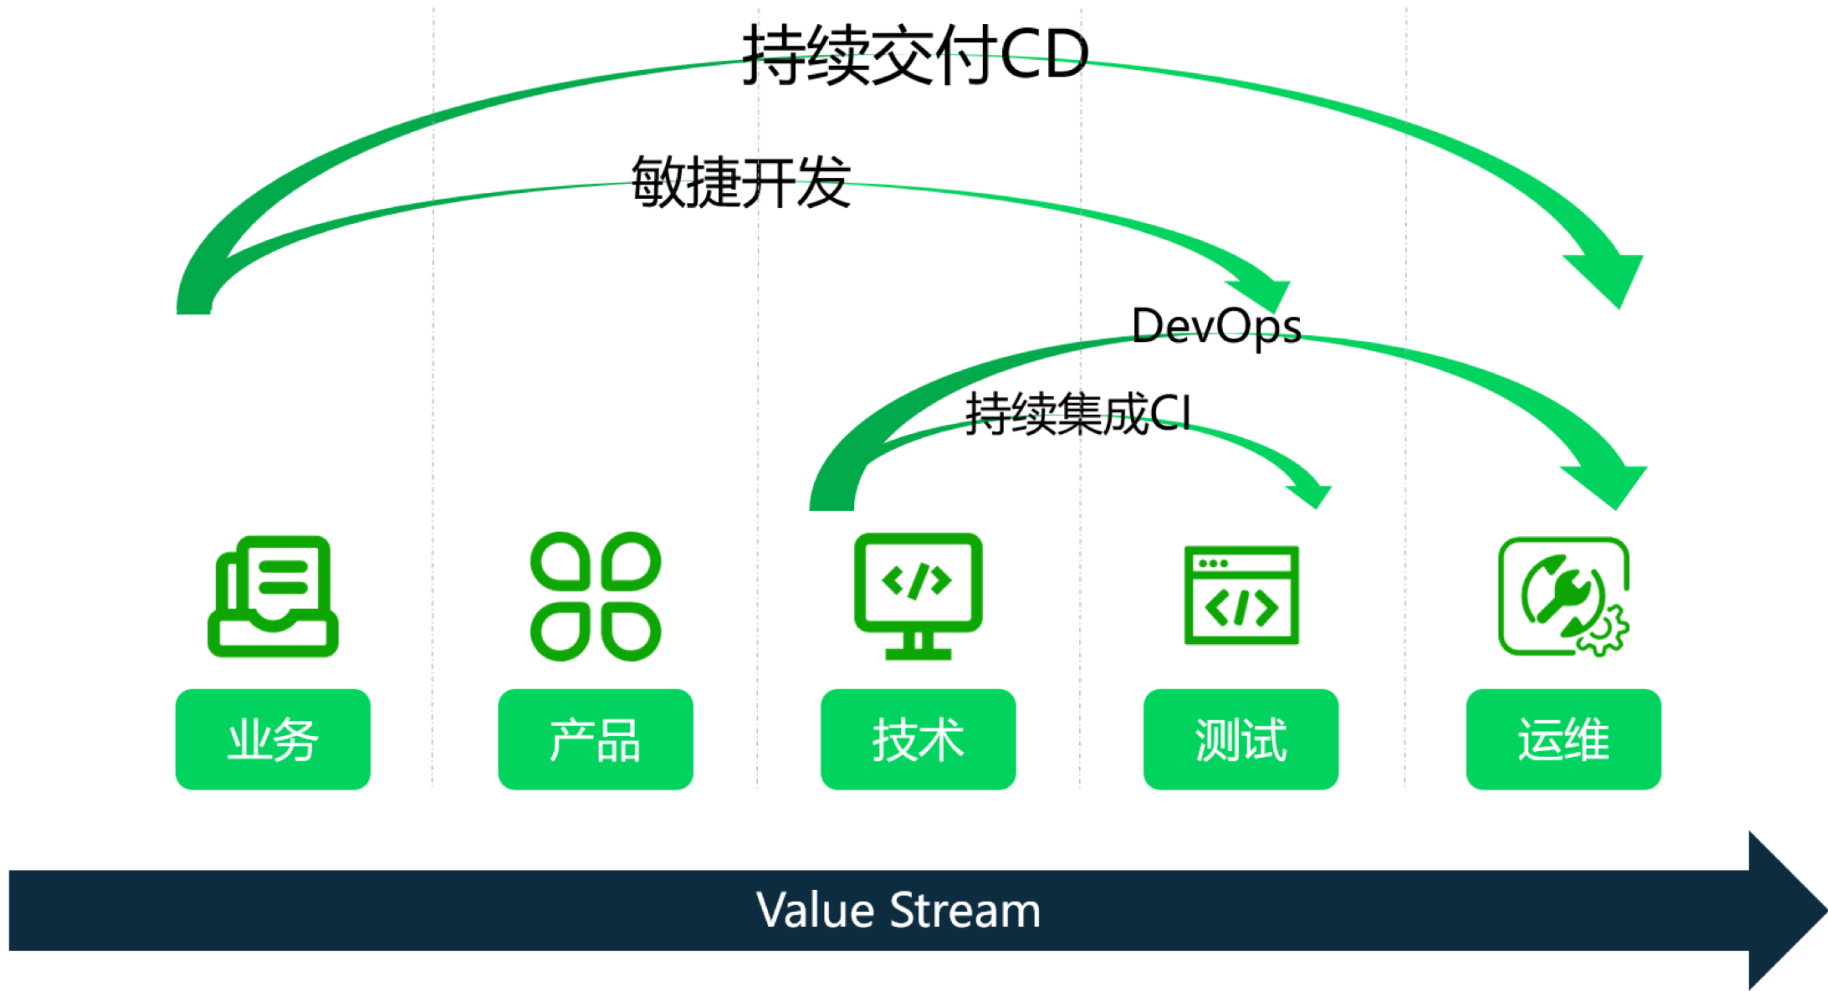 持续交付CD
敏捷开发
DevOps
持续集成CI
业务
产品
技术
测试
运维
Value Stream